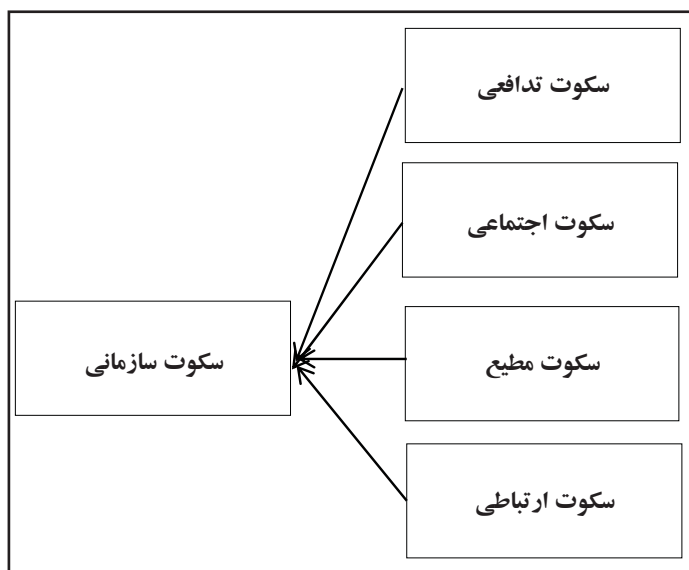 سکوت تدافعی
سکوت اجتماعی
سکوت سازمانی
سکوت مطیع
سکوت ارتباطی